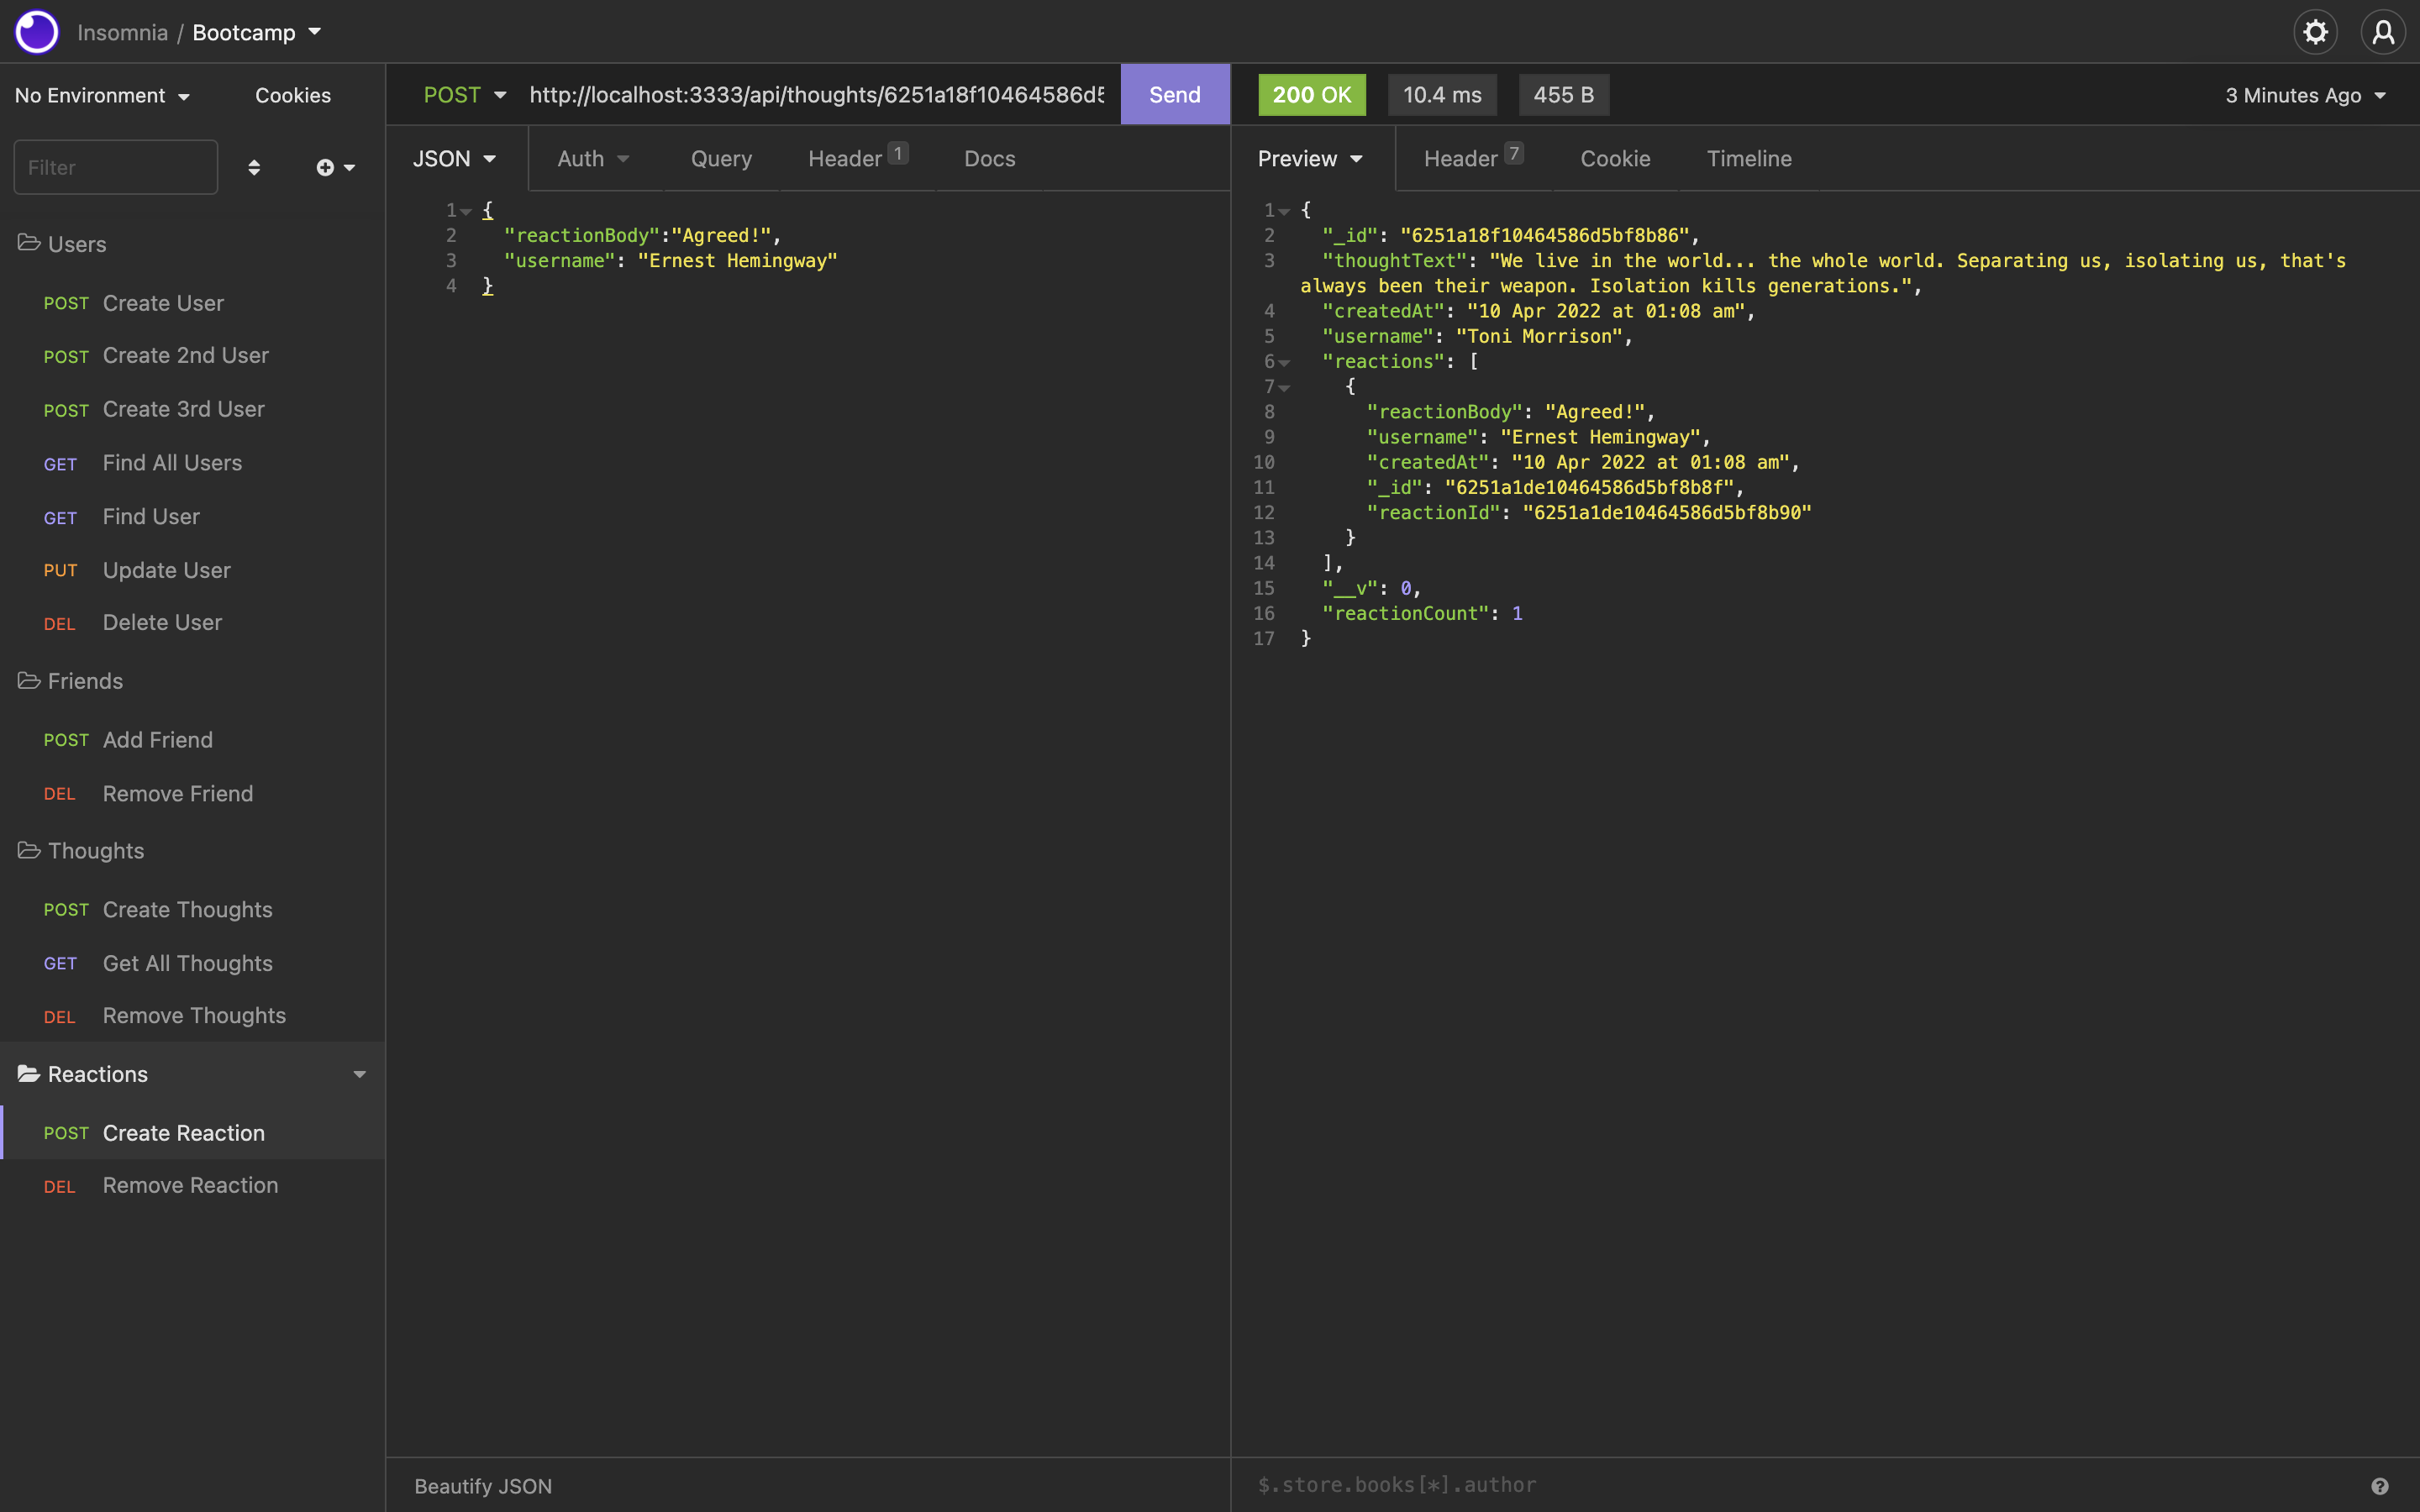 Insomnia / Bootcamp
No Environment
Cookies
Filter
Users
POST Create User
POST Create 2nd User
POST Create 3rd User
GET Find All Users
GET Find User
PUT Update User
DEL Delete User
Friends
POST Add Friend
DEL Remove Friend
Thoughts
POST Create Thoughts
GET Get All Thoughts
DEL Remove Thoughts
Reactions
POST Create Reaction
DEL Remove Reaction
POST http://localhost:3333/api/thoughts/6251a18f10464586d5 Send
JSON Auth Query Header 1 Docs
1 {
2 "reactionBody":"Agreed!",
3 "username": "Ernest Hemingway"
4 }
Beautify JSON
200 OK 10.4 ms 455 B 3 Minutes Ago
Preview Header 7 Cookie Timeline
1 {
2 "_id": "6251a18f10464586d5bf8b86",
3 "thoughtText": "We live in the world... the whole world. Separating us, isolating us, that's
always been their weapon. Isolation kills generations.",
4 "createdAt": "10 Apr 2022 at 01:08 am",
5 "username": "Toni Morrison",
6 "reactions": [
7 {
8 "reactionBody": "Agreed!",
9 "username": "Ernest Hemingway",
10 "createdAt": "10 Apr 2022 at 01:08 am",
11 "_id": "6251a1de10464586d5bf8b8f",
12 "reactionId": "6251a1de10464586d5bf8b90"
13 }
14 ],
15 "__v": 0,
16 "reactionCount": 1
17 }
$.store.books[*].author
?